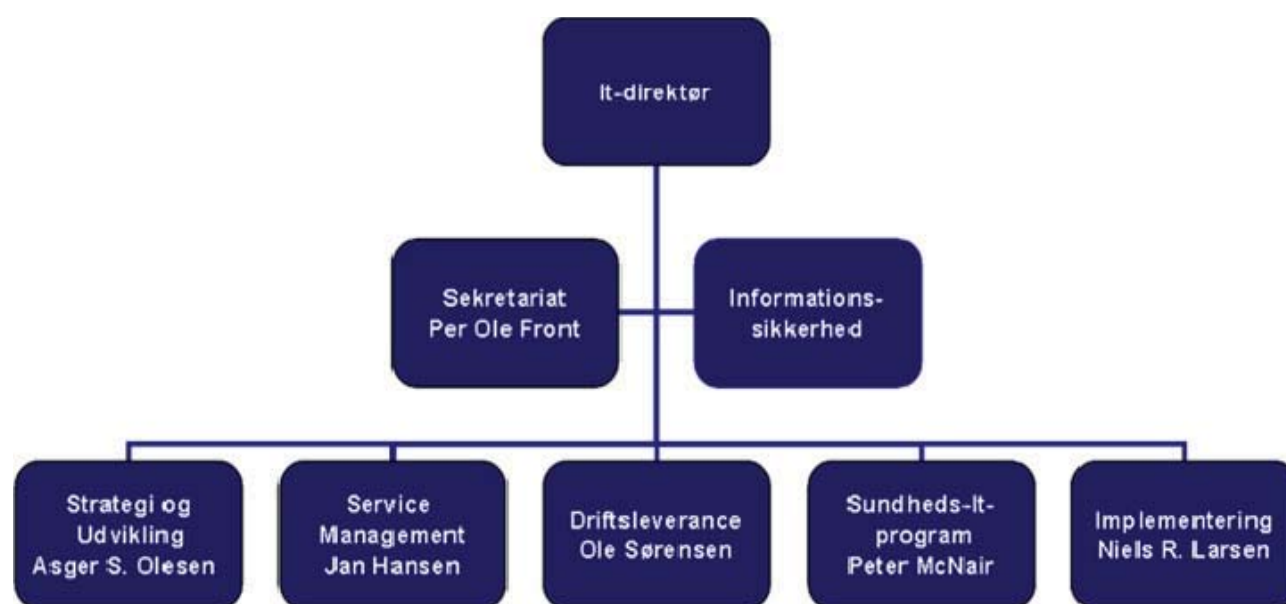 It-direktør
Sekretariat
Per Ole Front
Informations-
sikkerhed
Strategi og
Udvikling
Asger S. Olesen
Service
Management
Jan Hansen
Driftsleverance
Ole Sørensen
Sundheds-It-
program
Peter McNair
Implementering
Niells R. Larsen